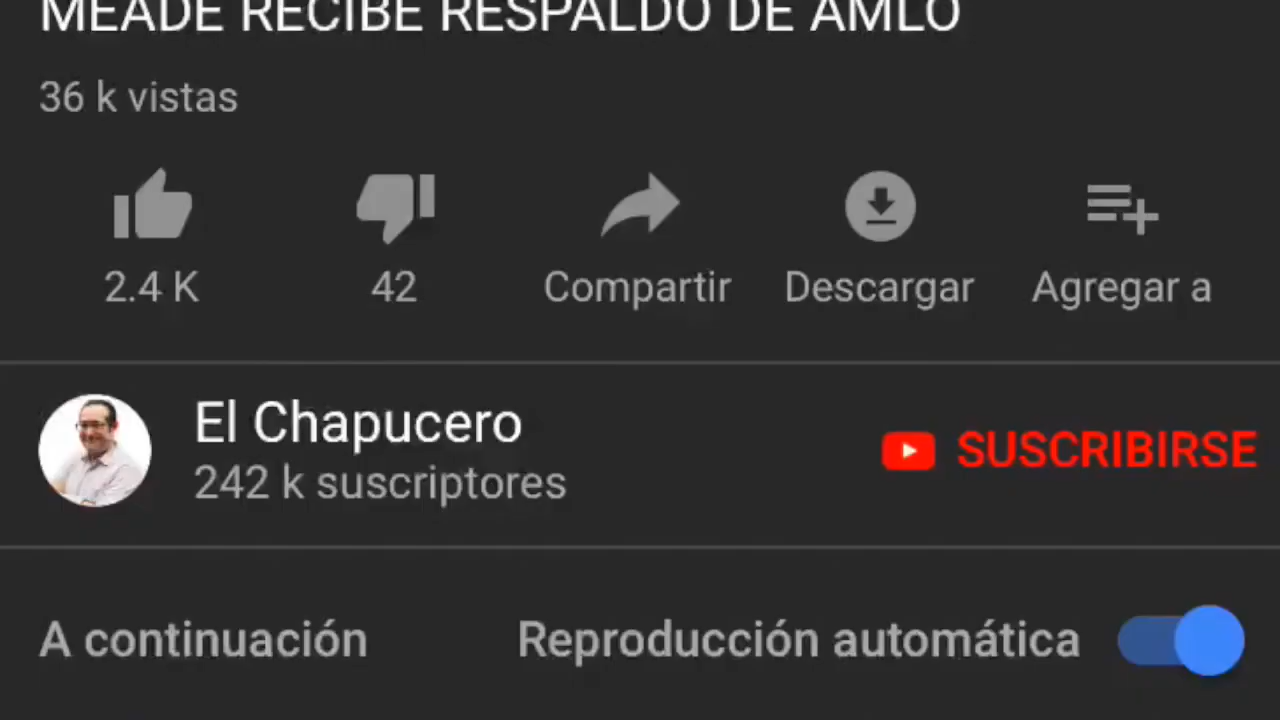 MEADE RECIBE RESPALDO DE AMLO
36 k vistas
2.4 K 42 Compartir Descargar Agregar a
El Chapucero
242 k suscriptores
SUSCRIBIRSE
A continuación Reproducción automática